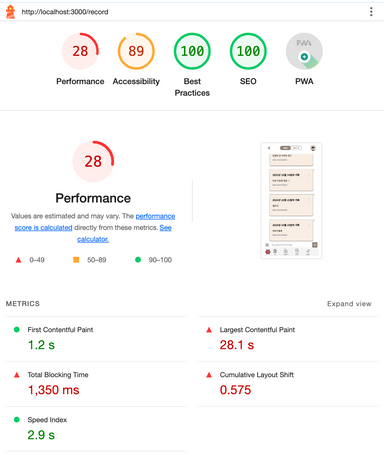 http://localhost:3000/record
28
89
100
100
PWA
Performance
Accessibility
Best
Practices
SEO
PWA
28
Performance
Values are estimated and may vary. The performance
score is calculated directly from these metrics. See
calculator.
0–49
50–89
90–100
METRICS
Expand view
First Contentful Paint
1.2 s
Largest Contentful Paint
28.1 s
Total Blocking Time
1,350 ms
Cumulative Layout Shift
0.575
Speed Index
2.9 s